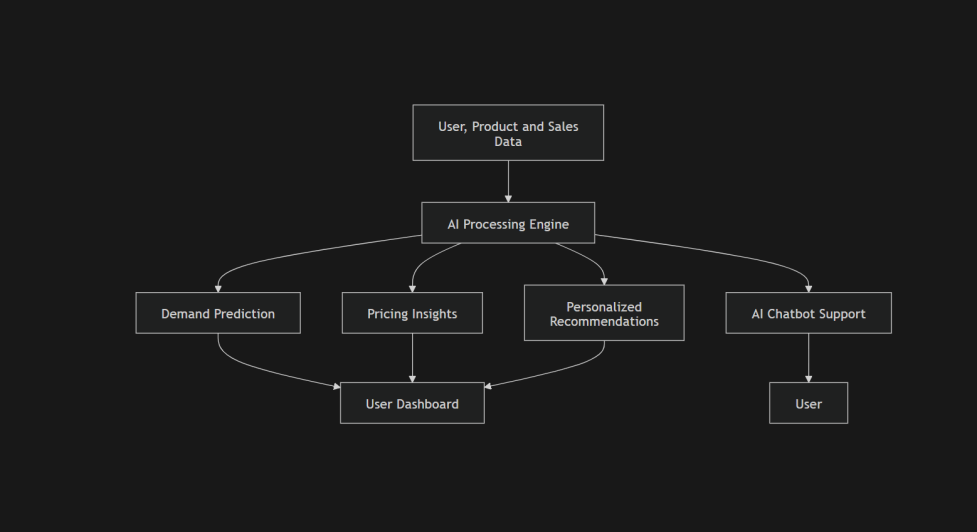 User, Product and Sales
Data
AI Processing Engine
Demand Prediction
Pricing Insights
Personalized
Recommendations
AI Chatbot Support
User Dashboard
User